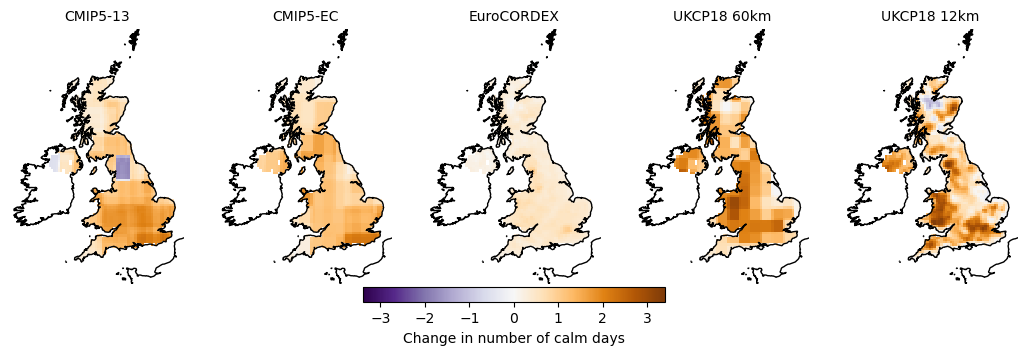 CMIP5-13 CMIP5-EC EuroCORDEX UKCP18 60km UKCP18 12km
−3 −2 −1 0 1 2 3
Change in number of calm days